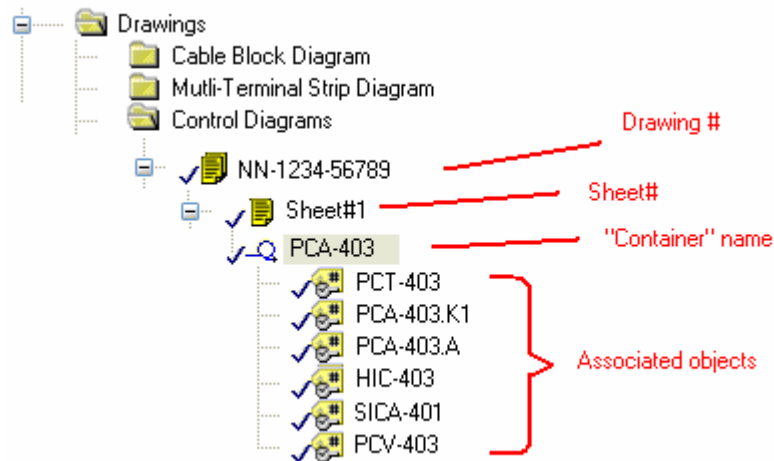 Drawings
Cable Block Diagram
Mutli-Terminal Strip Diagram
Control Diagrams
Drawing #
NN-1234-56789
Sheet#
Sheet#1
"Container" name
PCA-403
PCT-403
PCA-403.K1
PCA-403.A
Associated objects
HIC-403
SICA-401
PCV-403